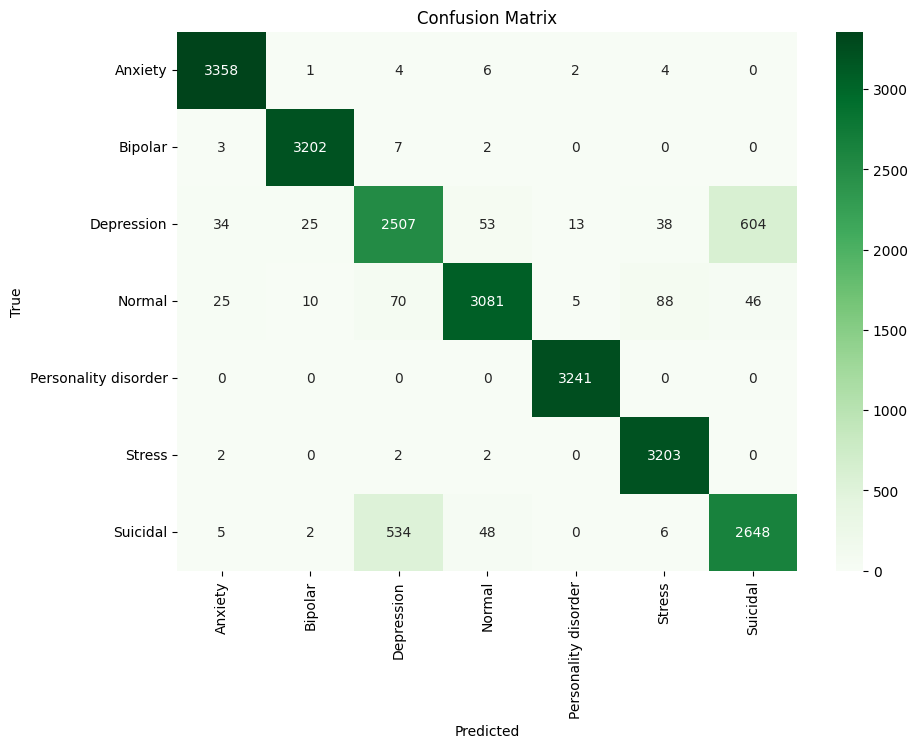 Confusion Matrix
True
Anxiety 3358 1 4 6 2 4 0
Bipolar 3 3202 7 2 0 0 0
Depression 34 25 2507 53 13 38 604
Normal 25 10 70 3081 5 88 46
Personality disorder 0 0 0 0 3241 0 0
Stress 2 0 2 2 0 3203 0
Suicidal 5 2 534 48 0 6 2648
Anxiety Bipolar Depression Normal Personality disorder Stress Suicidal
Predicted
3000
2500
2000
1500
1000
500
0